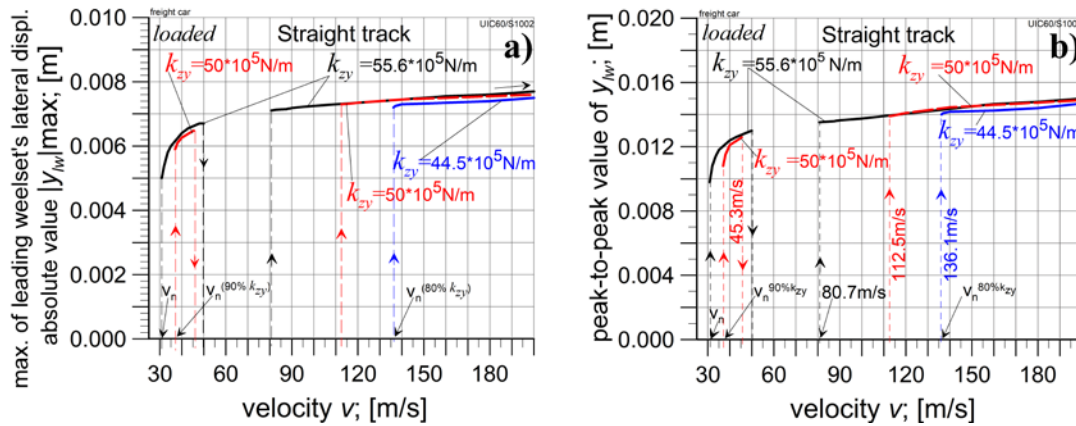 freight car
UIC60/S1002
loaded
Straight track
a)
k_zy=50*10^5N/m
k_zy=55.6*10^5N/m
k_zy=44.5*10^5N/m
k_zy=50*10^5N/m
v_n
v_n^(90% k_zy)
v_n^(80% k_zy)
0.010
0.008
0.006
0.004
0.002
0.000
30 60 90 120 150 180
max. of leading weelset's lateral displ.
absolute value |y_lw|max; [m]
velocity v; [m/s]
freight car
UIC60/S100
loaded
Straight track
b)
k_zy=55.6*10^5N/m
k_zy=50*10^5N/m
k_zy=44.5*10^5N/m
k_zy=50*10^5N/m
45.3m/s
112.5m/s
136.1m/s
v_n
v_n^90%kzy
80.7m/s
v_n^80%kzy
0.020
0.016
0.012
0.008
0.004
0.000
30 60 90 120 150 180
peak-to-peak value of y_lw; [m]
velocity v; [m/s]